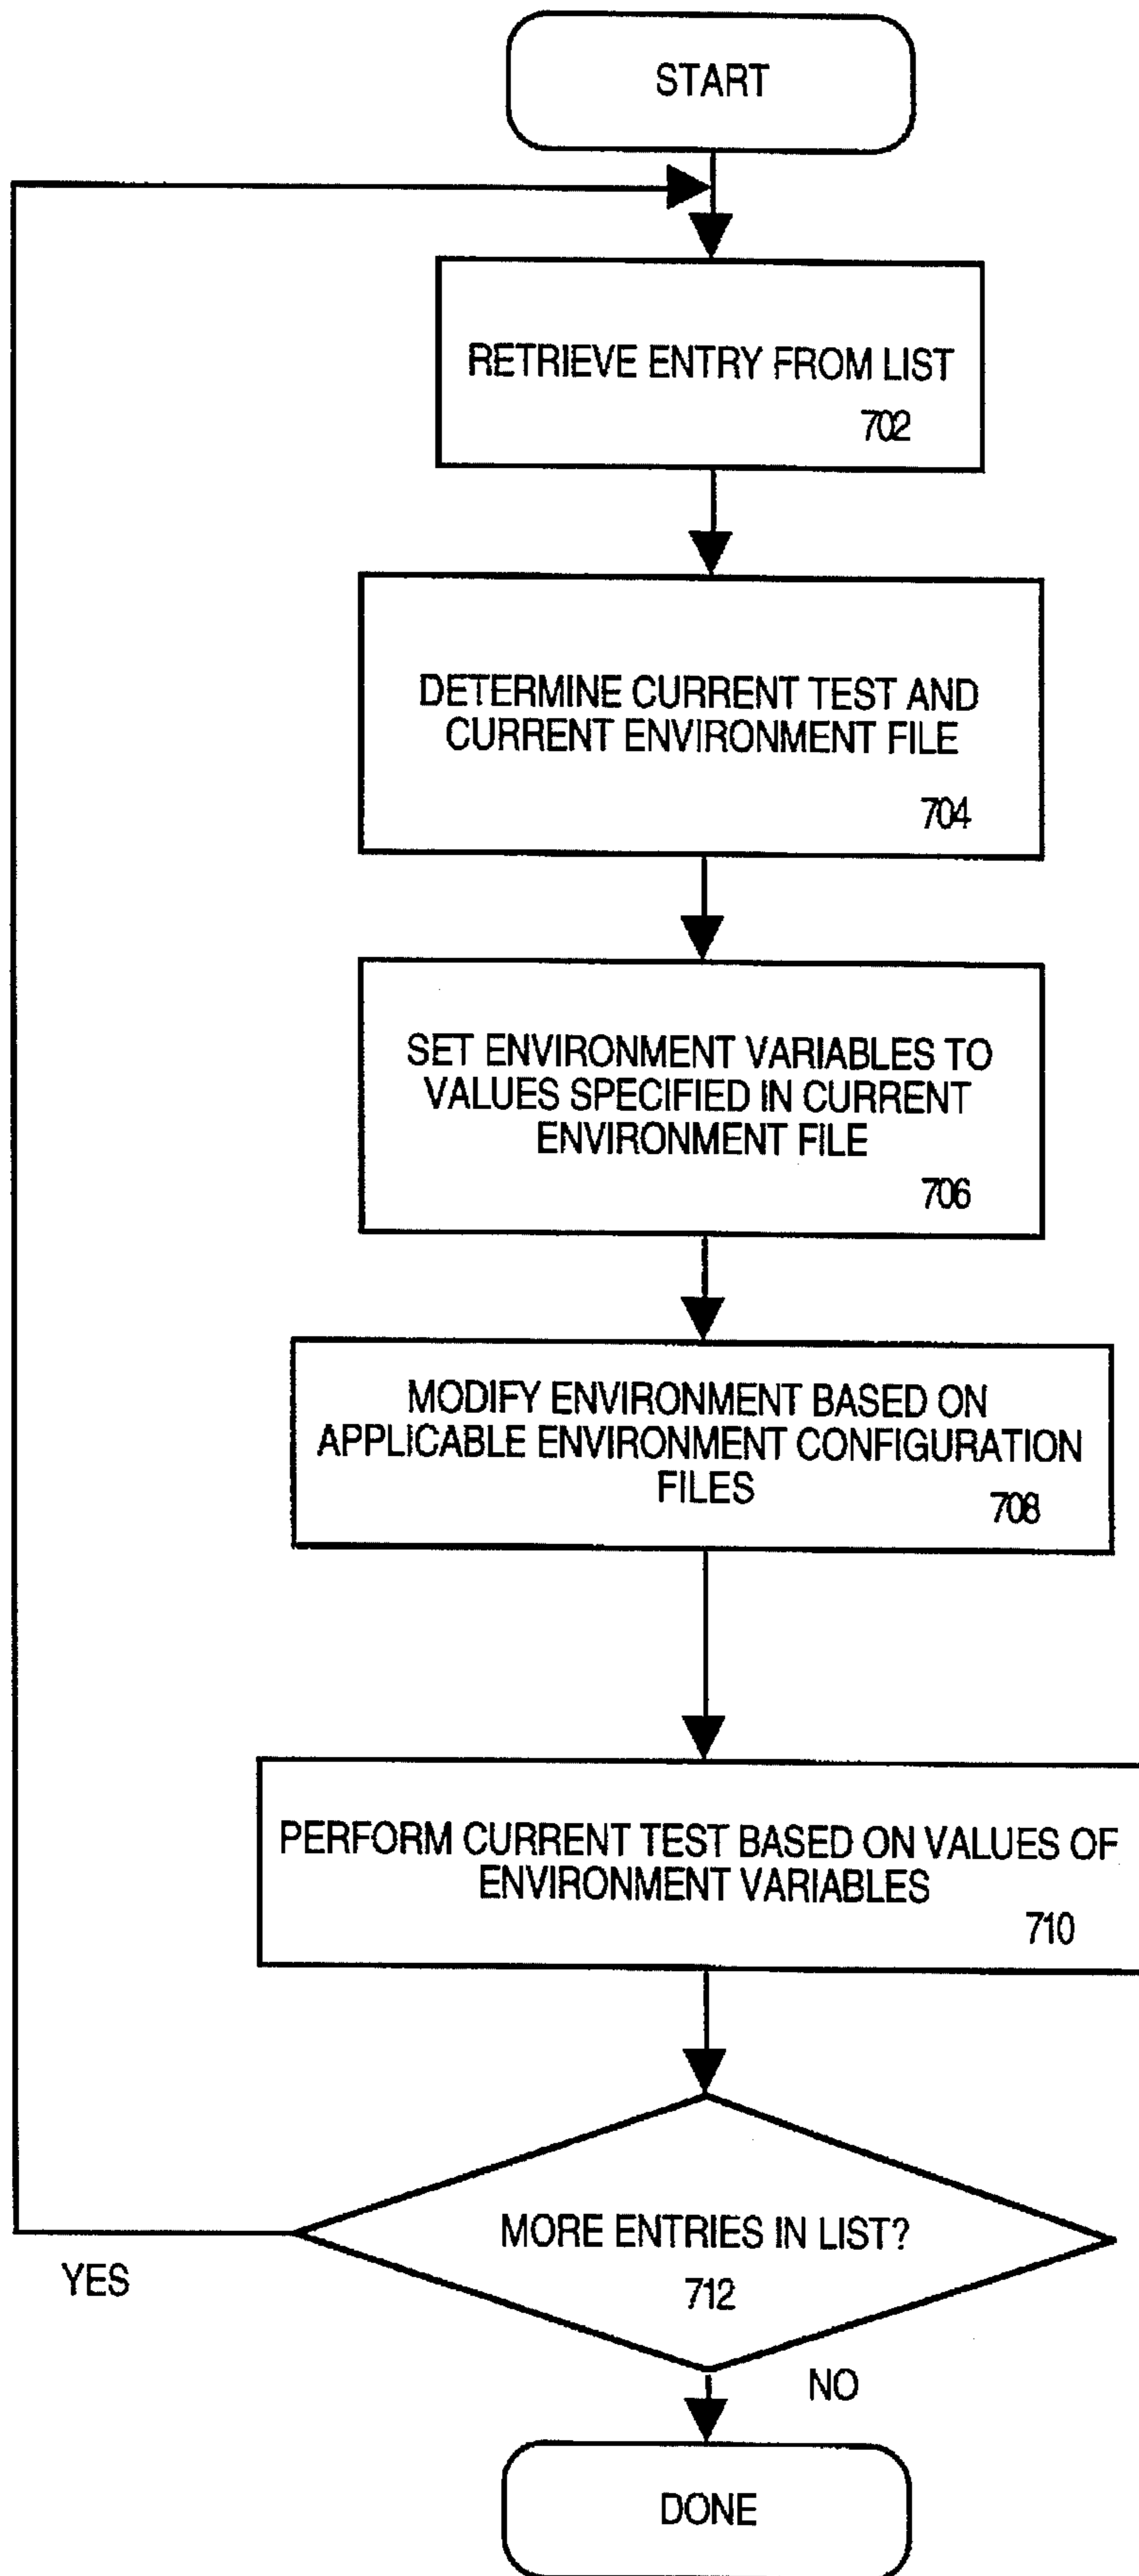 START
RETRIEVE ENTRY FROM LIST
702
DETERMINE CURRENT TEST AND
CURRENT ENVIRONMENT FILE
704
SET ENVIRONMENT VARIABLES TO
VALUES SPECIFIED IN CURRENT
ENVIRONMENT FILE
706
MODIFY ENVIRONMENT BASED ON
APPLICABLE ENVIRONMENT CONFIGURATION
FILES
708
PERFORM CURRENT TEST BASED ON VALUES OF
ENVIRONMENT VARIABLES
710
MORE ENTRIES IN LIST?
712
YES
NO
DONE